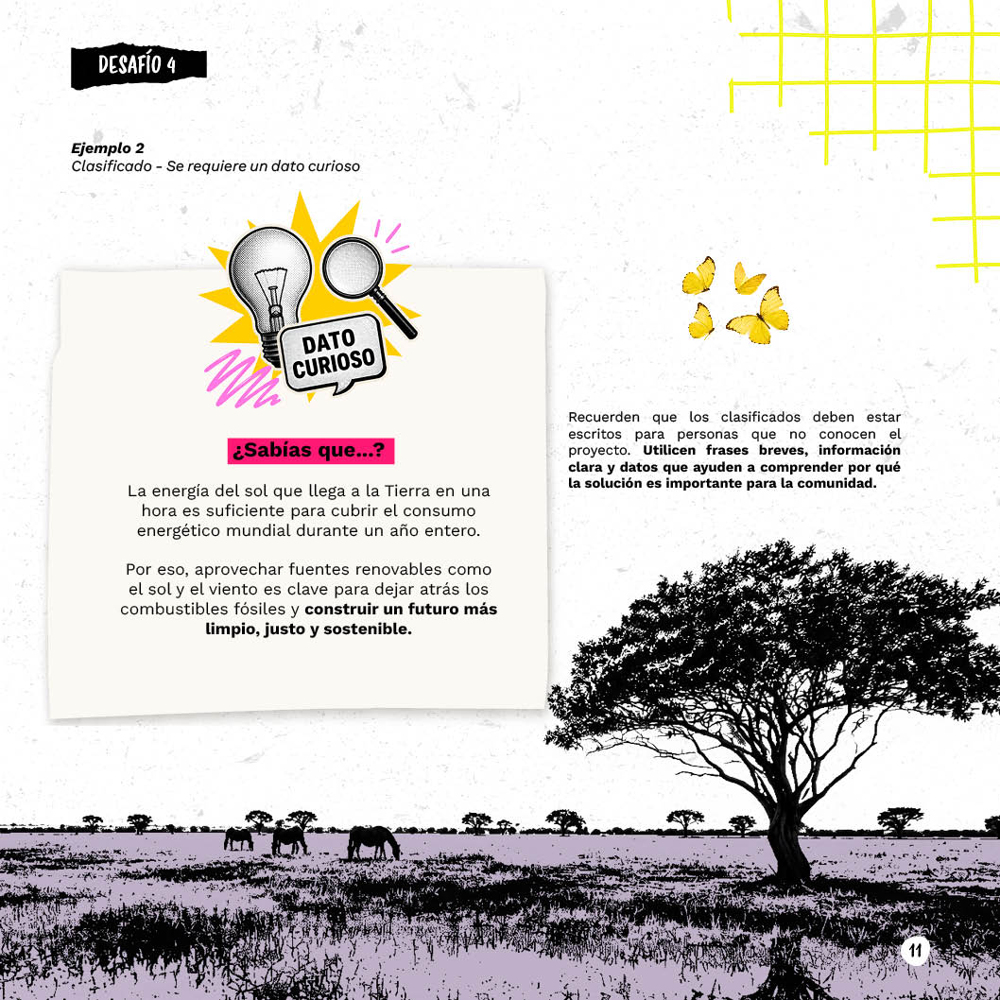 DESAFÍO 4
Ejemplo 2
Clasificado - Se requiere un dato curioso
DATO
CURIOSO
¿Sabías que...?
La energía del sol que llega a la Tierra en una
hora es suficiente para cubrir el consumo
energético mundial durante un año entero.
Por eso, aprovechar fuentes renovables como
el sol y el viento es clave para dejar atrás los
combustibles fósiles y construir un futuro más
limpio, justo y sostenible.
Recuerden que los clasificados deben estar
escritos para personas que no conocen el
proyecto. Utilicen frases breves, información
clara y datos que ayuden a comprender por qué
la solución es importante para la comunidad.
11